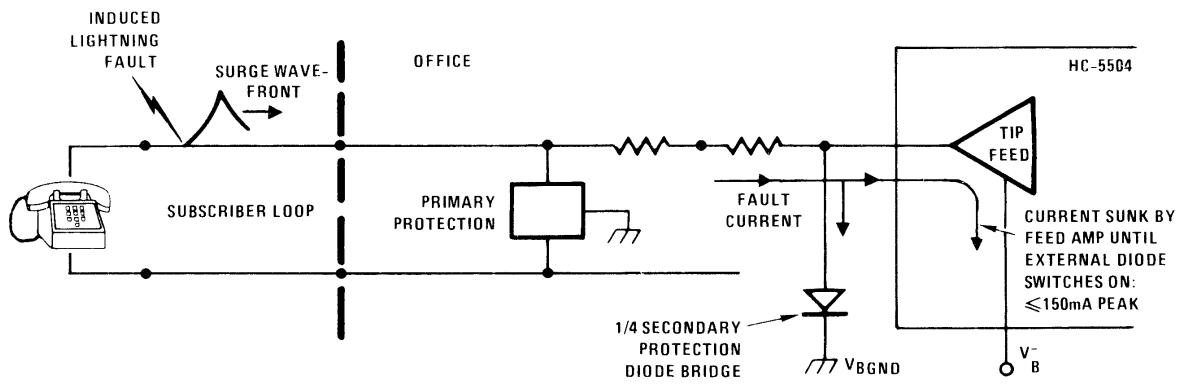 INDUCED
LIGHTNING
FAULT
SURGE WAVE-
FRONT
OFFICE
HC-5504
TIP
FEED
SUBSCRIBER LOOP
PRIMARY
PROTECTION
FAULT
CURRENT
CURRENT SUNK BY
FEED AMP UNTIL
EXTERNAL DIODE
SWITCHES ON:
≤150mA PEAK
1/4 SECONDARY
PROTECTION
DIODE BRIDGE
VBGND
VB-